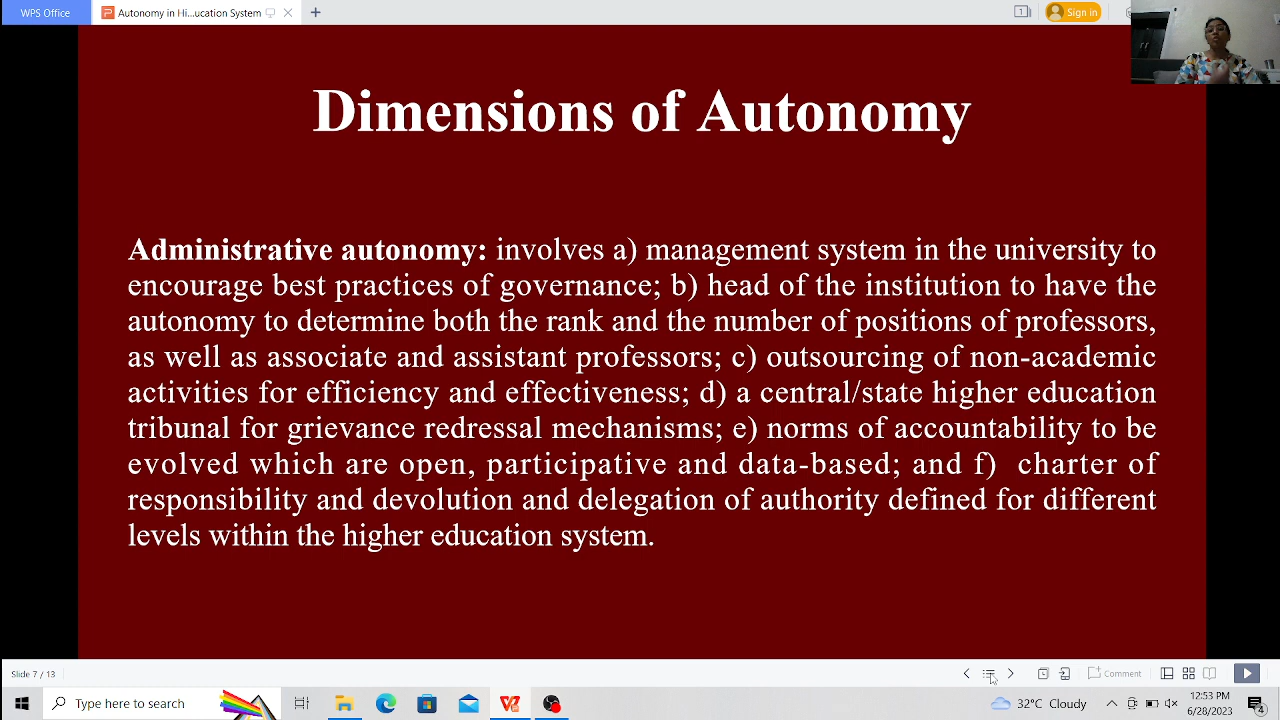 WPS Office
Autonomy in Hi...ucation System
1
Sign in
Dimensions of Autonomy
Administrative autonomy: involves a) management system in the university to
encourage best practices of governance; b) head of the institution to have the
autonomy to determine both the rank and the number of positions of professors,
as well as associate and assistant professors; c) outsourcing of non-academic
activities for efficiency and effectiveness; d) a central/state higher education
tribunal for grievance redressal mechanisms; e) norms of accountability to be
evolved which are open, participative and data-based; and f) charter of
responsibility and devolution and delegation of authority defined for different
levels within the higher education system.
Slide 7 / 13
Comment
Type here to search
32°C Cloudy
12:53 PM
6/28/2023
4